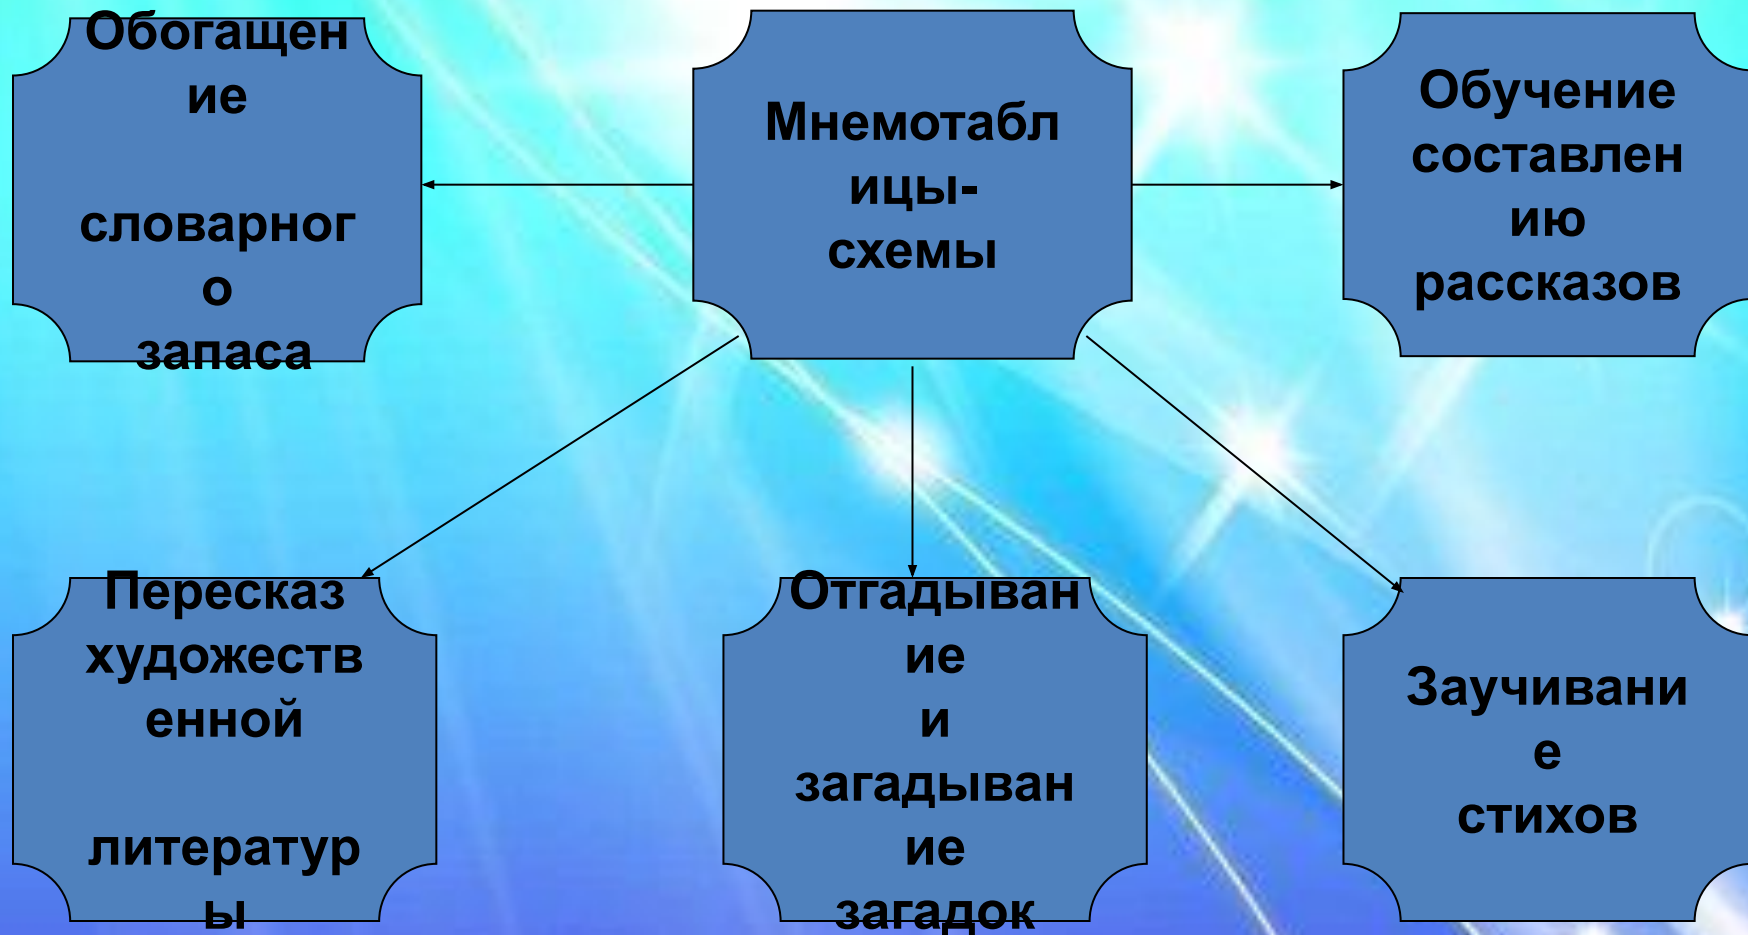 Обогащен
ие
словарног
о
запаса
Мнемотабл
ицы-
схемы
Обучение
составлен
ию
рассказов
Пересказ
художеств
енной
литератур
ы
Отгадыван
ие
и
загадыван
ие
загадок
Заучивани
е
стихов